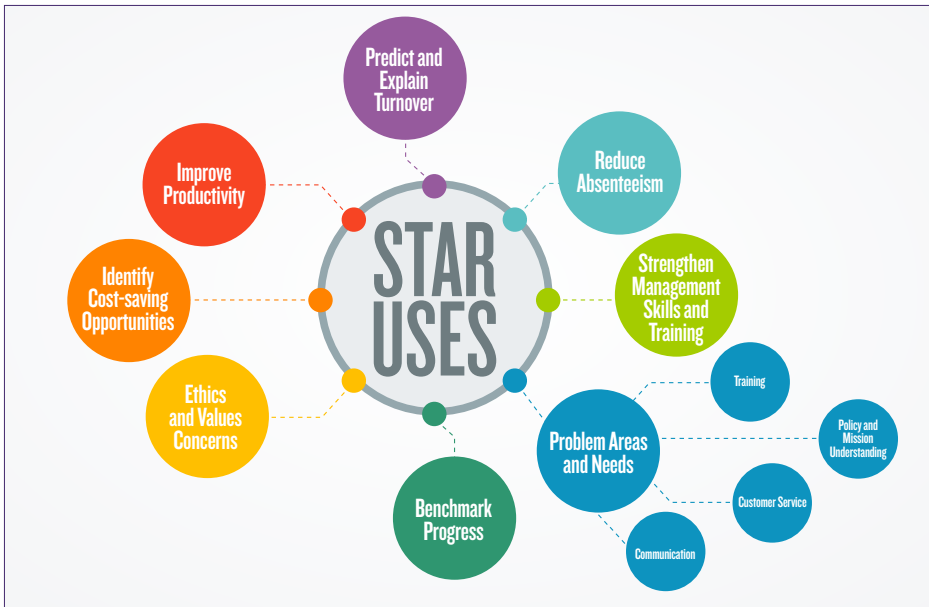 Predict and
Explain
Turnover
Improve
Productivity
Reduce
Absenteeism
STAR
USES
Identify
Cost-saving
Opportunities
Strengthen
Management
Skills and
Training
Ethics
and Values
Concerns
Problem Areas
and Needs
Training
Policy and
Mission
Understanding
Customer Service
Communication
Benchmark
Progress